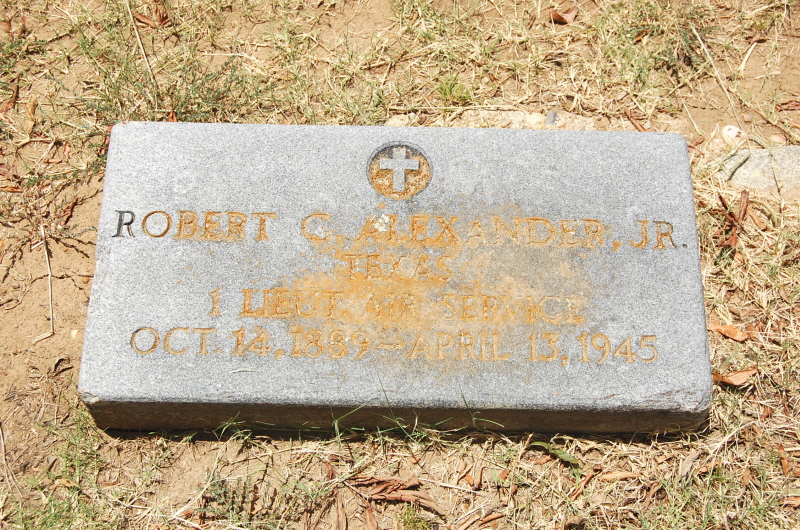 ROBERT G. ALEXANDER, JR.
TEXAS
1 LIEUT. AIR SERVICE
OCT. 14, 1889 — APRIL 13, 1945